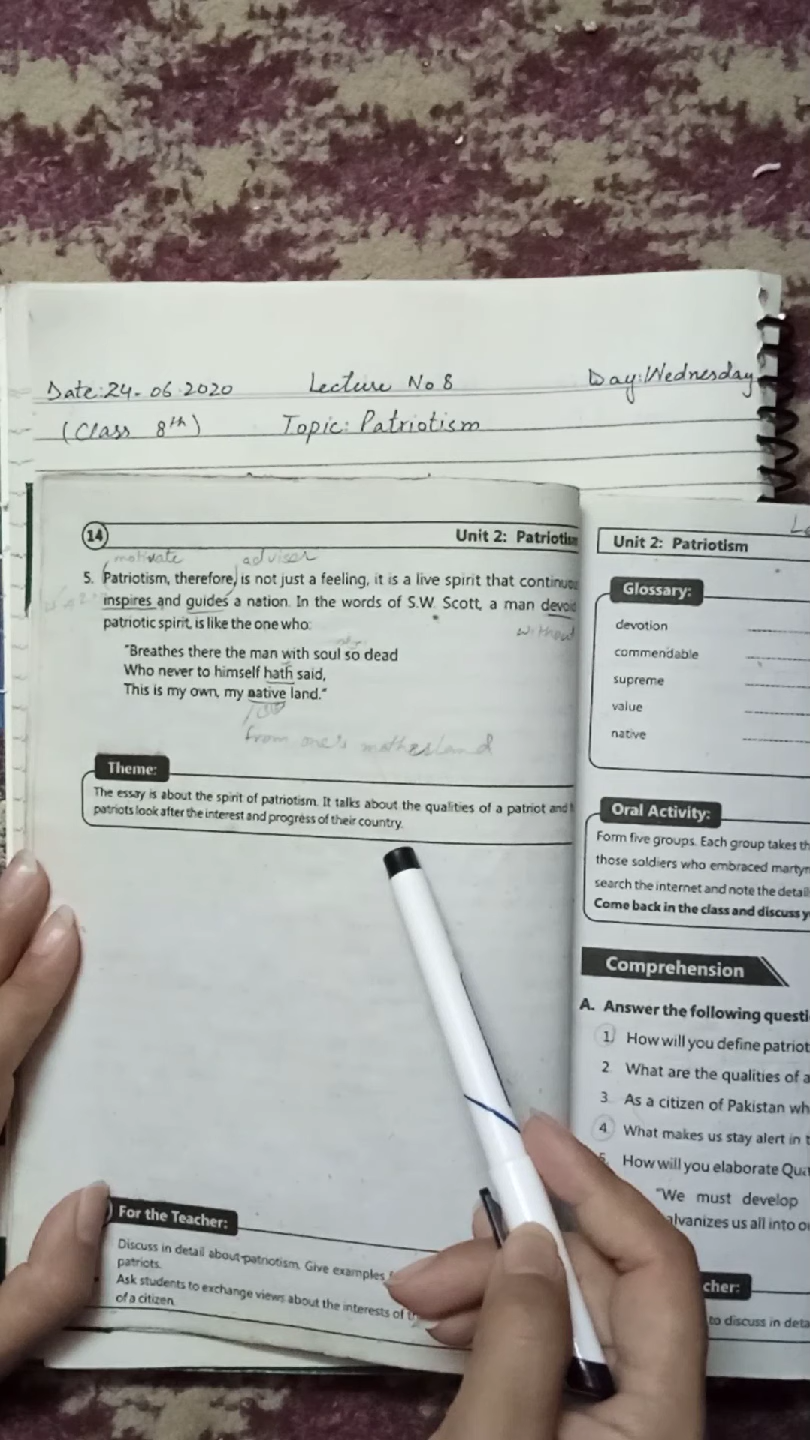 Date: 24-06-2020 Lecture No 8 Day: Wednesday
(Class 8th) Topic: Patriotism
14 Unit 2: Patriotis
motivate adviser
5. Patriotism, therefore, is not just a feeling, it is a live spirit that continuo
inspires and guides a nation. In the words of S.W. Scott, a man devoid
patriotic spirit, is like the one who:
without
"Breathes there the man with soul so dead
Who never to himself hath said,
This is my own, my native land."
from one's motherland
Theme:
The essay is about the spirit of patriotism. It talks about the qualities of a patriot and
patriots look after the interest and progress of their country.
For the Teacher:
Discuss in detail about patriotism. Give examples
patriots.
Ask students to exchange views about the interests of
of a citizen.
Unit 2: Patriotism
Glossary:
devotion
commendable
supreme
value
native
Oral Activity:
Form five groups. Each group takes th
those soldiers who embraced martyr
search the internet and note the detail
Come back in the class and discuss y
Comprehension
A. Answer the following questi
1 How will you define patriot
2 What are the qualities of a
3 As a citizen of Pakistan wh
4 What makes us stay alert in t
5 How will you elaborate Qua
"We must develop
alvanizes us all into o
cher:
to discuss in deta